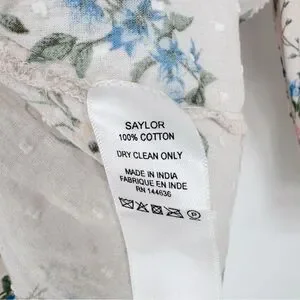 SAYLOR
100% COTTON
DRY CLEAN ONLY
MADE IN INDIA
FABRIQUE EN INDE
RN 144636